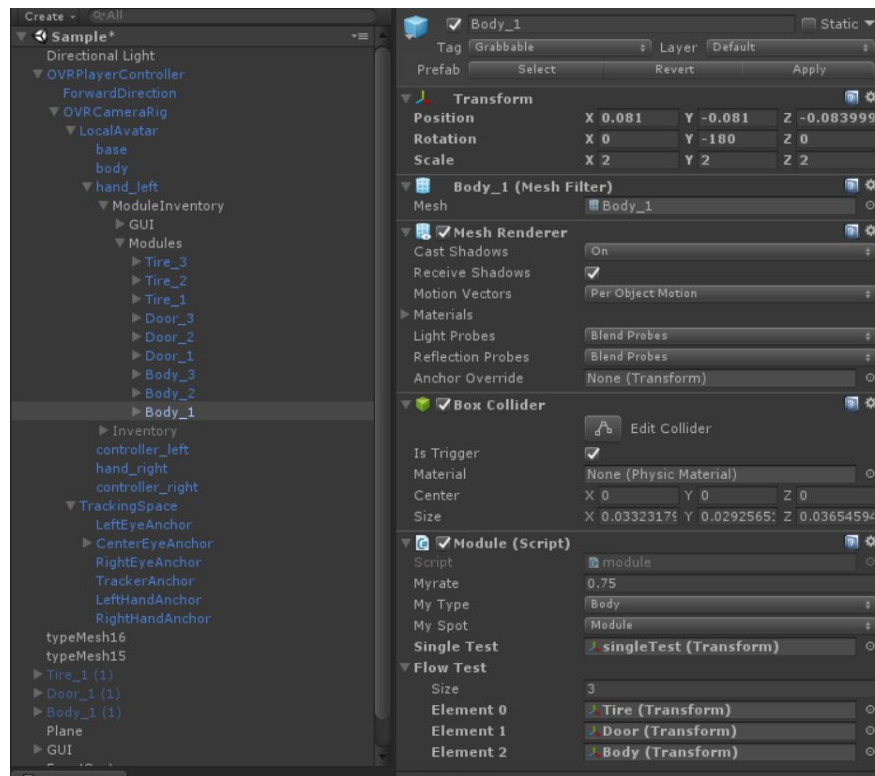 Create
All
Sample*
Directional Light
OVRPlayerController
ForwardDirection
OVRCameraRig
LocalAvatar
base
body
hand_left
ModuleInventory
GUI
Modules
Tire_3
Tire_2
Tire_1
Door_3
Door_2
Door_1
Body_3
Body_2
Body_1
Inventory
controller_left
hand_right
controller_right
TrackingSpace
LeftEyeAnchor
CenterEyeAnchor
RightEyeAnchor
TrackerAnchor
LeftHandAnchor
RightHandAnchor
typeMesh16
typeMesh15
Tire_1 (1)
Door_1 (1)
Body_1 (1)
Plane
GUI
Body_1 Static
Tag Grabbable Layer Default
Prefab Select Revert Apply
Transform
Position X 0.081 Y -0.081 Z -0.083999
Rotation X 0 Y -180 Z 0
Scale X 2 Y 2 Z 2
Body_1 (Mesh Filter)
Mesh Body_1
Mesh Renderer
Cast Shadows On
Receive Shadows
Motion Vectors Per Object Motion
Materials
Light Probes Blend Probes
Reflection Probes Blend Probes
Anchor Override None (Transform)
Box Collider
Edit Collider
Is Trigger
Material None (Physic Material)
Center X 0 Y 0 Z 0
Size X 0.0332317 Y 0.0292565 Z 0.03654594
Module (Script)
Script module
Myrate 0.75
My Type Body
My Spot Module
Single Test singleTest (Transform)
Flow Test
Size 3
Element 0 Tire (Transform)
Element 1 Door (Transform)
Element 2 Body (Transform)